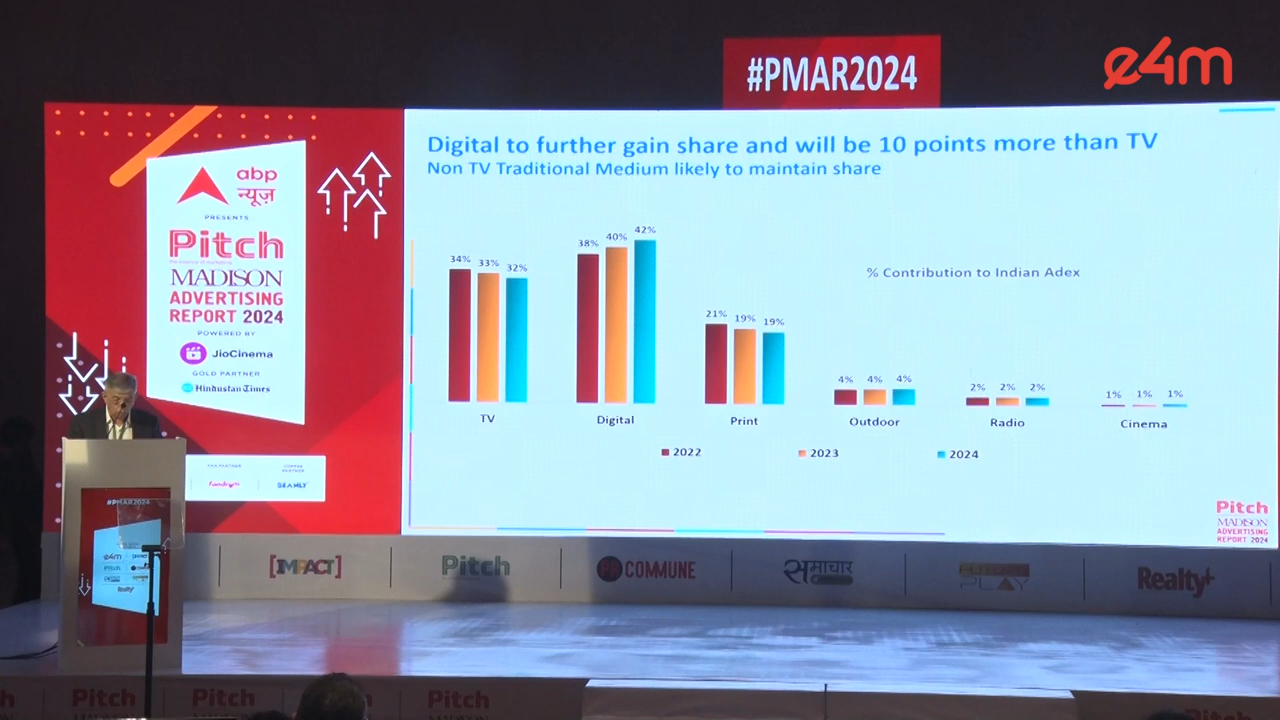 #PMAR2024
e4m
abp
न्यूज़
PRESENTS
Pitch
MADISON
ADVERTISING
REPORT 2024
POWERED BY
JioCinema
GOLD PARTNER
Hindustan Times
Digital to further gain share and will be 10 points more than TV
Non TV Traditional Medium likely to maintain share
% Contribution to Indian Adex
34% 33% 32%
38% 40% 42%
21% 19% 19%
4% 4% 4%
2% 2% 2%
1% 1% 1%
TV Digital Print Outdoor Radio Cinema
2022 2023 2024
Pitch
MADISON
ADVERTISING
REPORT 2024
#PMAR2024
e4m
Realty+
[IMPACT]
Pitch
PR COMMUNE
समाचार
PLAY
Realty+
Pitch
Pitch
Pitch